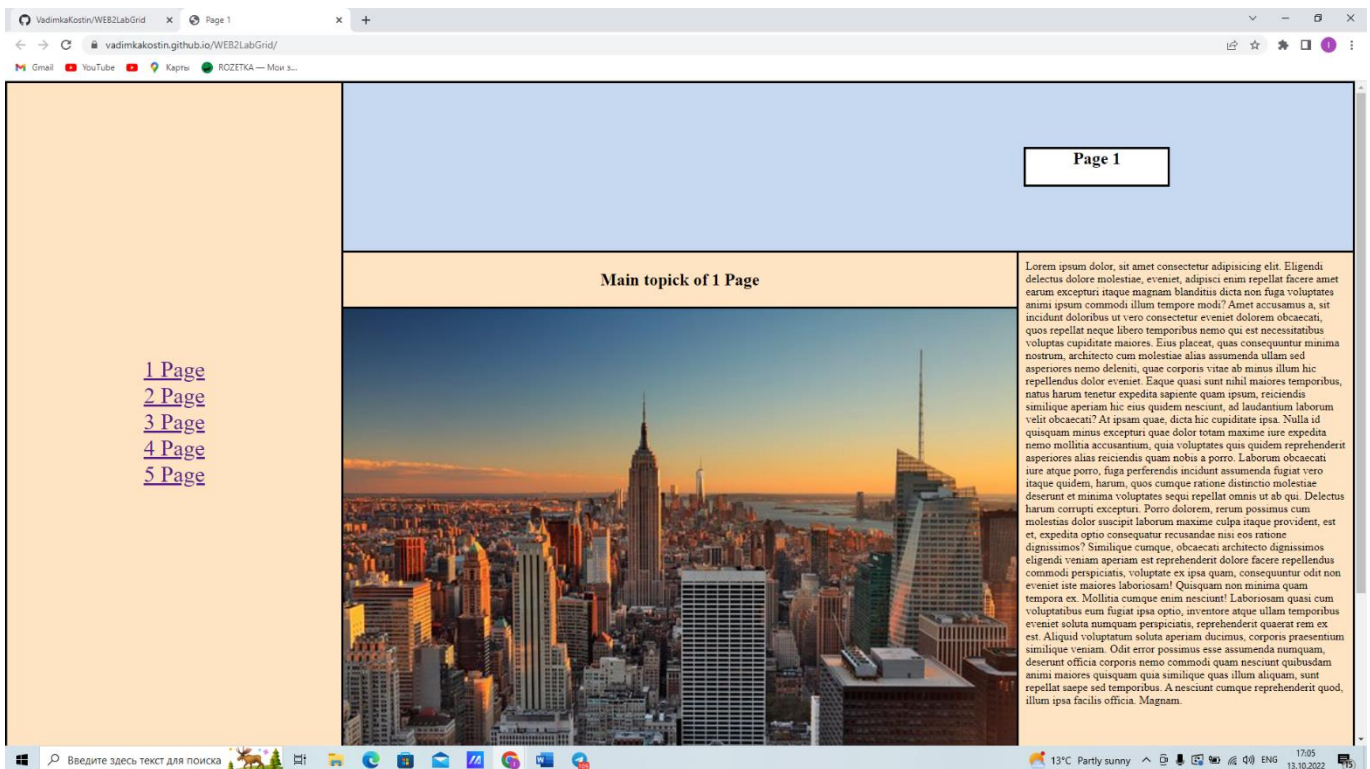 VadimkaKostin/WEB2LabGrid
Page 1
vadimkakostin.github.io/WEB2LabGrid/
Gmail YouTube Карты ROZETKA — Мои з...
Page 1
1 Page
2 Page
3 Page
4 Page
5 Page
Main topick of 1 Page
Lorem ipsum dolor, sit amet consectetur adipisicing elit. Eligendi
delectus dolore molestiae, eveniet, adipisci enim repellat facere amet
earum excepturi itaque magnam blanditiis dicta non fuga voluptates
animi ipsum commodi illum tempore modi? Amet accusamus a, sit
incidunt doloribus ut vero consectetur eveniet dolorem obcaecati,
quos repellat neque libero temporibus nemo qui est necessitatibus
voluptas cupiditate maiores. Eius placeat, quas consequuntur minima
nostrum, architecto cum molestiae alias assumenda ullam sed
asperiores nemo deleniti, quae corporis vitae ab minus illum hic
repellendus dolor eveniet. Eaque quasi sunt nihil maiores temporibus,
natus harum tenetur expedita sapiente quam ipsum, reiciendis
similique aperiam hic eius quidem nesciunt, ad laudantium laborum
velit obcaecati? At ipsam quae, dicta hic cupiditate ipsa. Nulla id
quisquam minus excepturi quae dolor totam maxime iure expedita
nemo mollitia accusantium, quia voluptates quis quidem reprehenderit
asperiores alias reiciendis quam nobis a porro. Laborum obcaecati
iure atque porro, fuga perferendis incidunt assumenda fugiat vero
itaque quidem, harum, quos cumque ratione distinctio molestiae
deserunt et minima voluptates sequi repellat omnis ut ab qui. Delectus
harum corrupti excepturi. Porro dolorem, rerum possimus cum
molestias dolor suscipit laborum maxime culpa itaque provident, est
et, expedita optio consequatur recusandae nisi eos ratione
dignissimos? Similique cumque, obcaecati architecto dignissimos
eligendi veniam aperiam est reprehenderit dolore facere repellendus
commodi perspiciatis, voluptate ex ipsa quam, consequuntur odit non
eveniet iste maiores laboriosam! Quisquam non minima quam
tempora ex. Mollitia cumque enim nesciunt! Laboriosam quasi cum
voluptatibus eum fugiat ipsa optio, inventore atque ullam temporibus
eveniet soluta numquam perspiciatis, reprehenderit quaerat rem ex
est. Aliquid voluptatum soluta aperiam ducimus, corporis praesentium
similique veniam. Odit error possimus esse assumenda numquam,
deserunt officia corporis nemo commodi quam nesciunt quibusdam
animi maiores quisquam quia similique quas illum aliquam, sunt
repellat saepe sed temporibus. A nesciunt cumque reprehenderit quod,
illum ipsa facilis officia. Magnam.
Введите здесь текст для поиска
13°C Partly sunny
ENG
17:05
13.10.2022